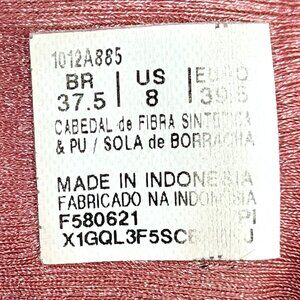 1012A885
BR US EURO
37.5 8 39.5
CABEDAL de FIBRA SINTETICA
& PU / SOLA de BORRACHA
MADE IN INDONESIA
FABRICADO NA INDONESIA
F580621 PI